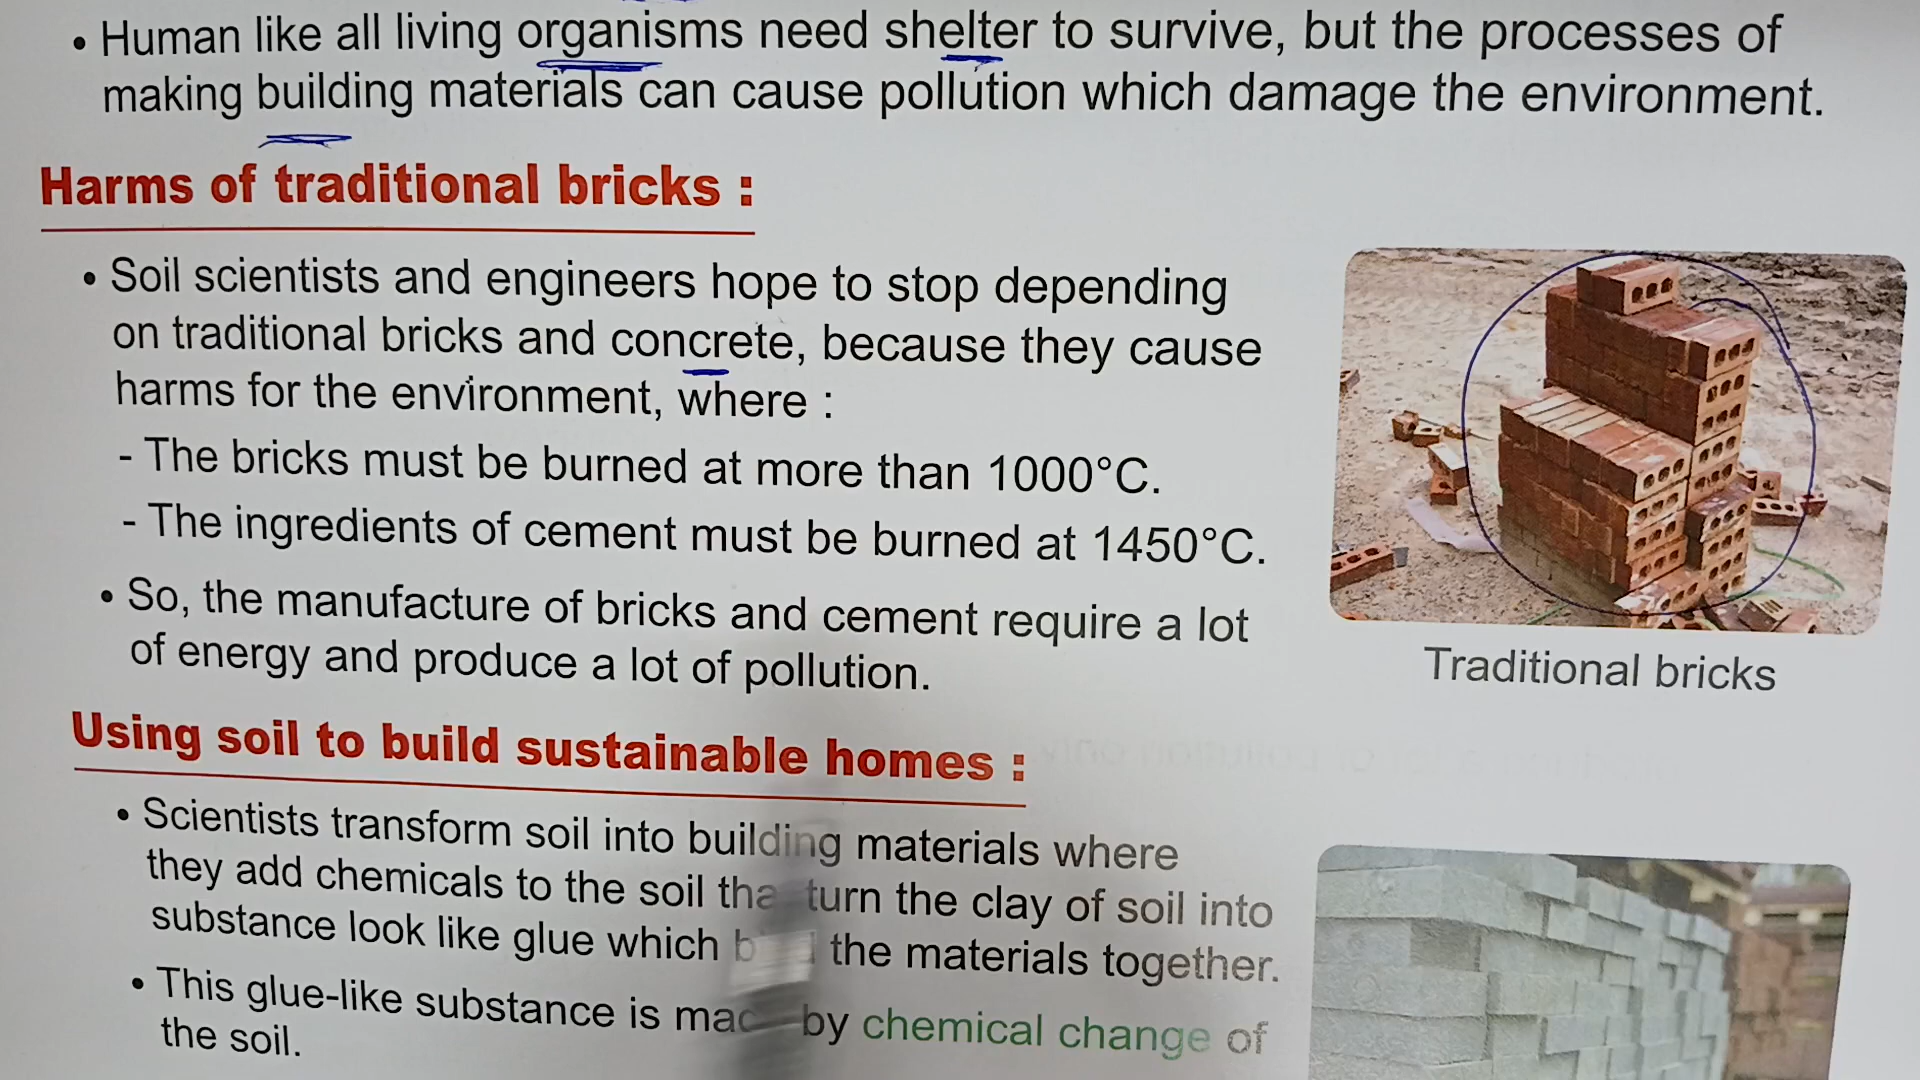 • Human like all living organisms need shelter to survive, but the processes of
making building materials can cause pollution which damage the environment.
Harms of traditional bricks :
• Soil scientists and engineers hope to stop depending
on traditional bricks and concrete, because they cause
harms for the environment, where :
- The bricks must be burned at more than 1000°C.
- The ingredients of cement must be burned at 1450°C.
• So, the manufacture of bricks and cement require a lot
of energy and produce a lot of pollution.
Traditional bricks
Using soil to build sustainable homes :
• Scientists transform soil into building materials where
they add chemicals to the soil turn the clay of soil into
substance look like glue which the materials together.
• This glue-like substance is by chemical change of
the soil.